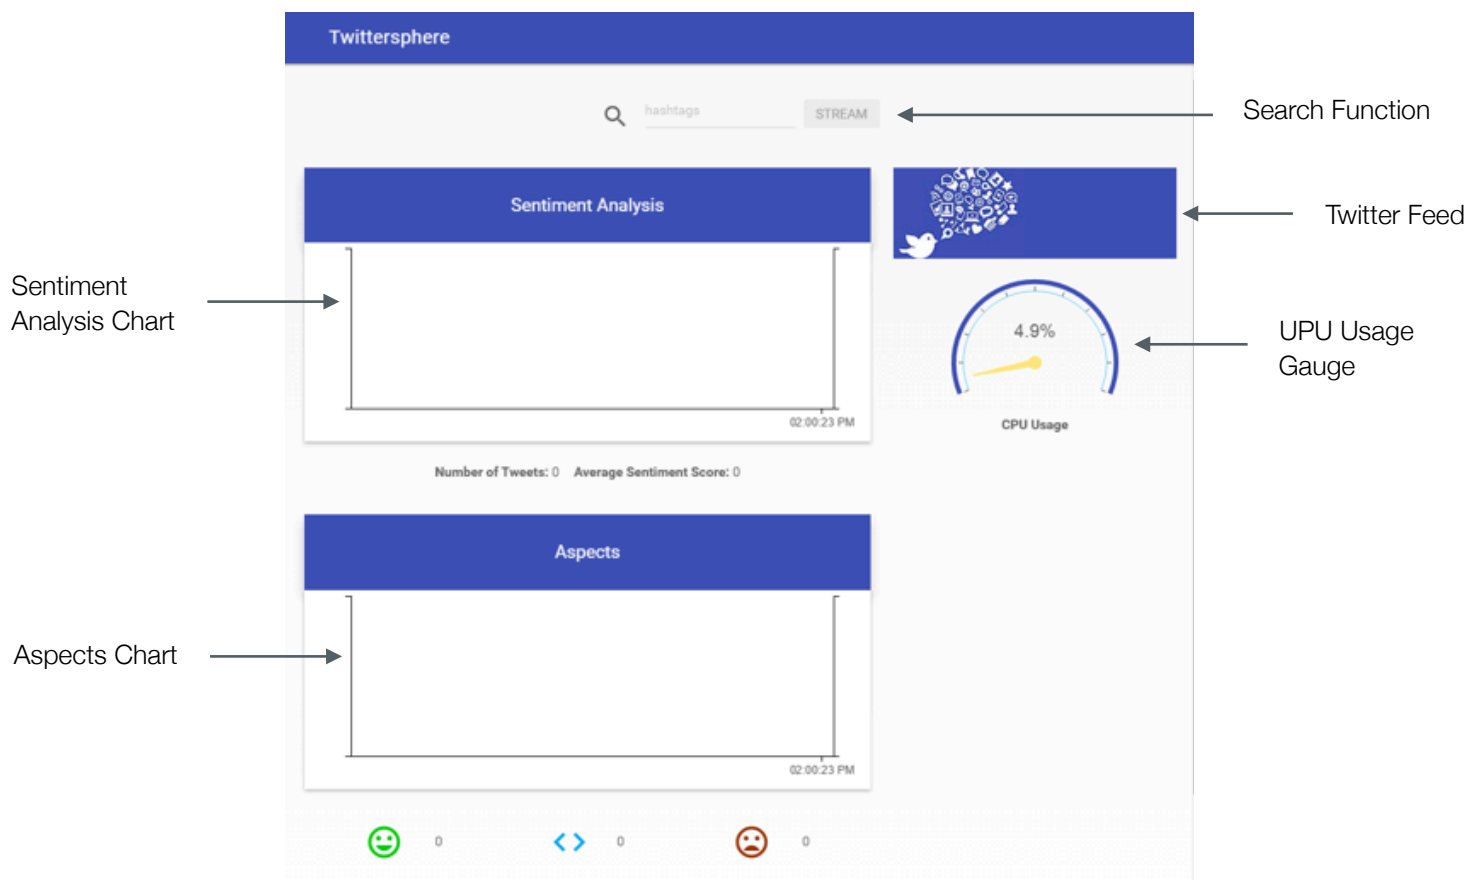 Twittersphere
hashtags
STREAM
Search Function
Sentiment Analysis
Twitter Feed
Sentiment
Analysis Chart
4.9%
UPU Usage
Gauge
02:00:23 PM
CPU Usage
Number of Tweets: 0 Average Sentiment Score: 0
Aspects
Aspects Chart
02:00:23 PM
0
0
0